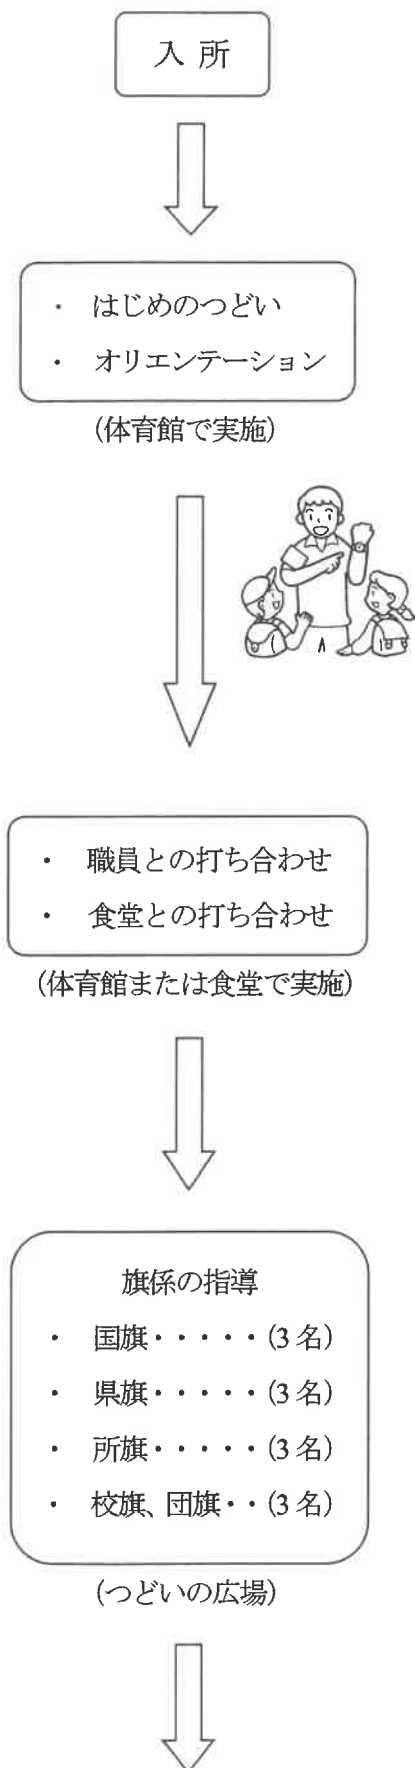 入 所
・ はじめのつどい
・ オリエンテーション
(体育館で実施)
・ 職員との打ち合わせ
・ 食堂との打ち合わせ
(体育館または食堂で実施)
旗係の指導
・ 国旗・・・・・(3 名)
・ 県旗・・・・・(3 名)
・ 所旗・・・・・(3 名)
・ 校旗、団旗・・(3 名)
(つどいの広場)